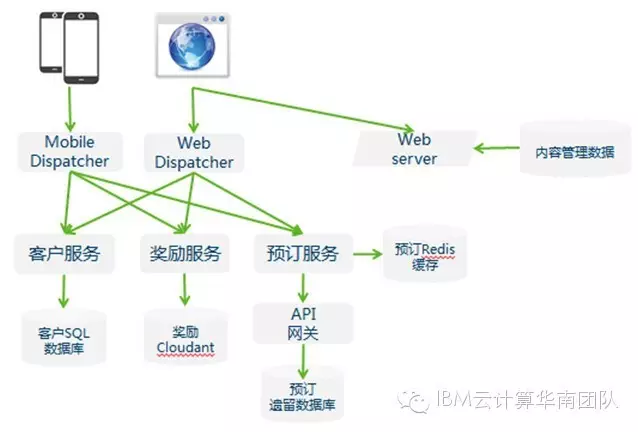 Mobile
Dispatcher
Web
Dispatcher
Web
server
内容管理数据
客户服务
奖励服务
预订服务
预订Redis
缓存
客户SQL
数据库
奖励
Cloudant
API
网关
预订
遗留数据库
IBM云计算华南团队